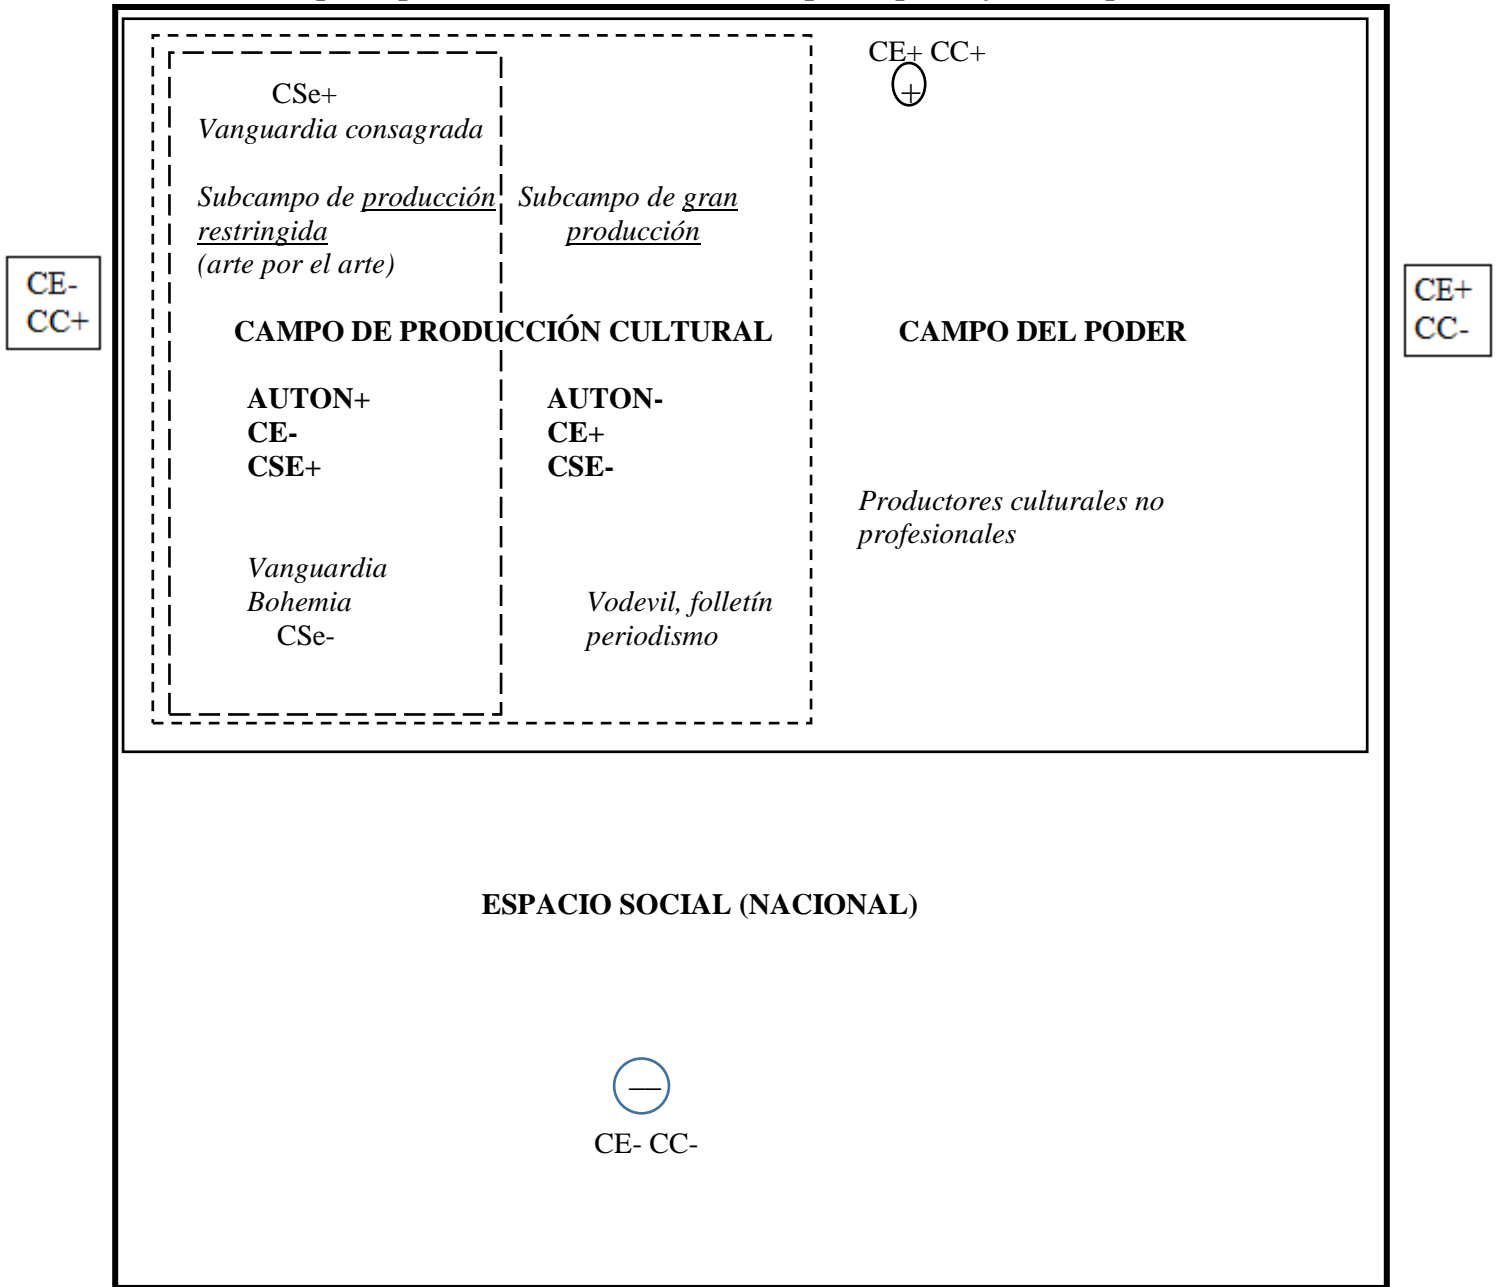 CE+ CC+
+
CSe+
Vanguardia consagrada
Subcampo de producción
restringida
(arte por el arte)
Subcampo de gran
producción
CE-
CC+
CE+
CC-
CAMPO DE PRODUCCIÓN CULTURAL
CAMPO DEL PODER
AUTON+
CE-
CSE+
AUTON-
CE+
CSE-
Productores culturales no
profesionales
Vanguardia
Bohemia
CSe-
Vodevil, folletín
periodismo
ESPACIO SOCIAL (NACIONAL)
—
CE- CC-